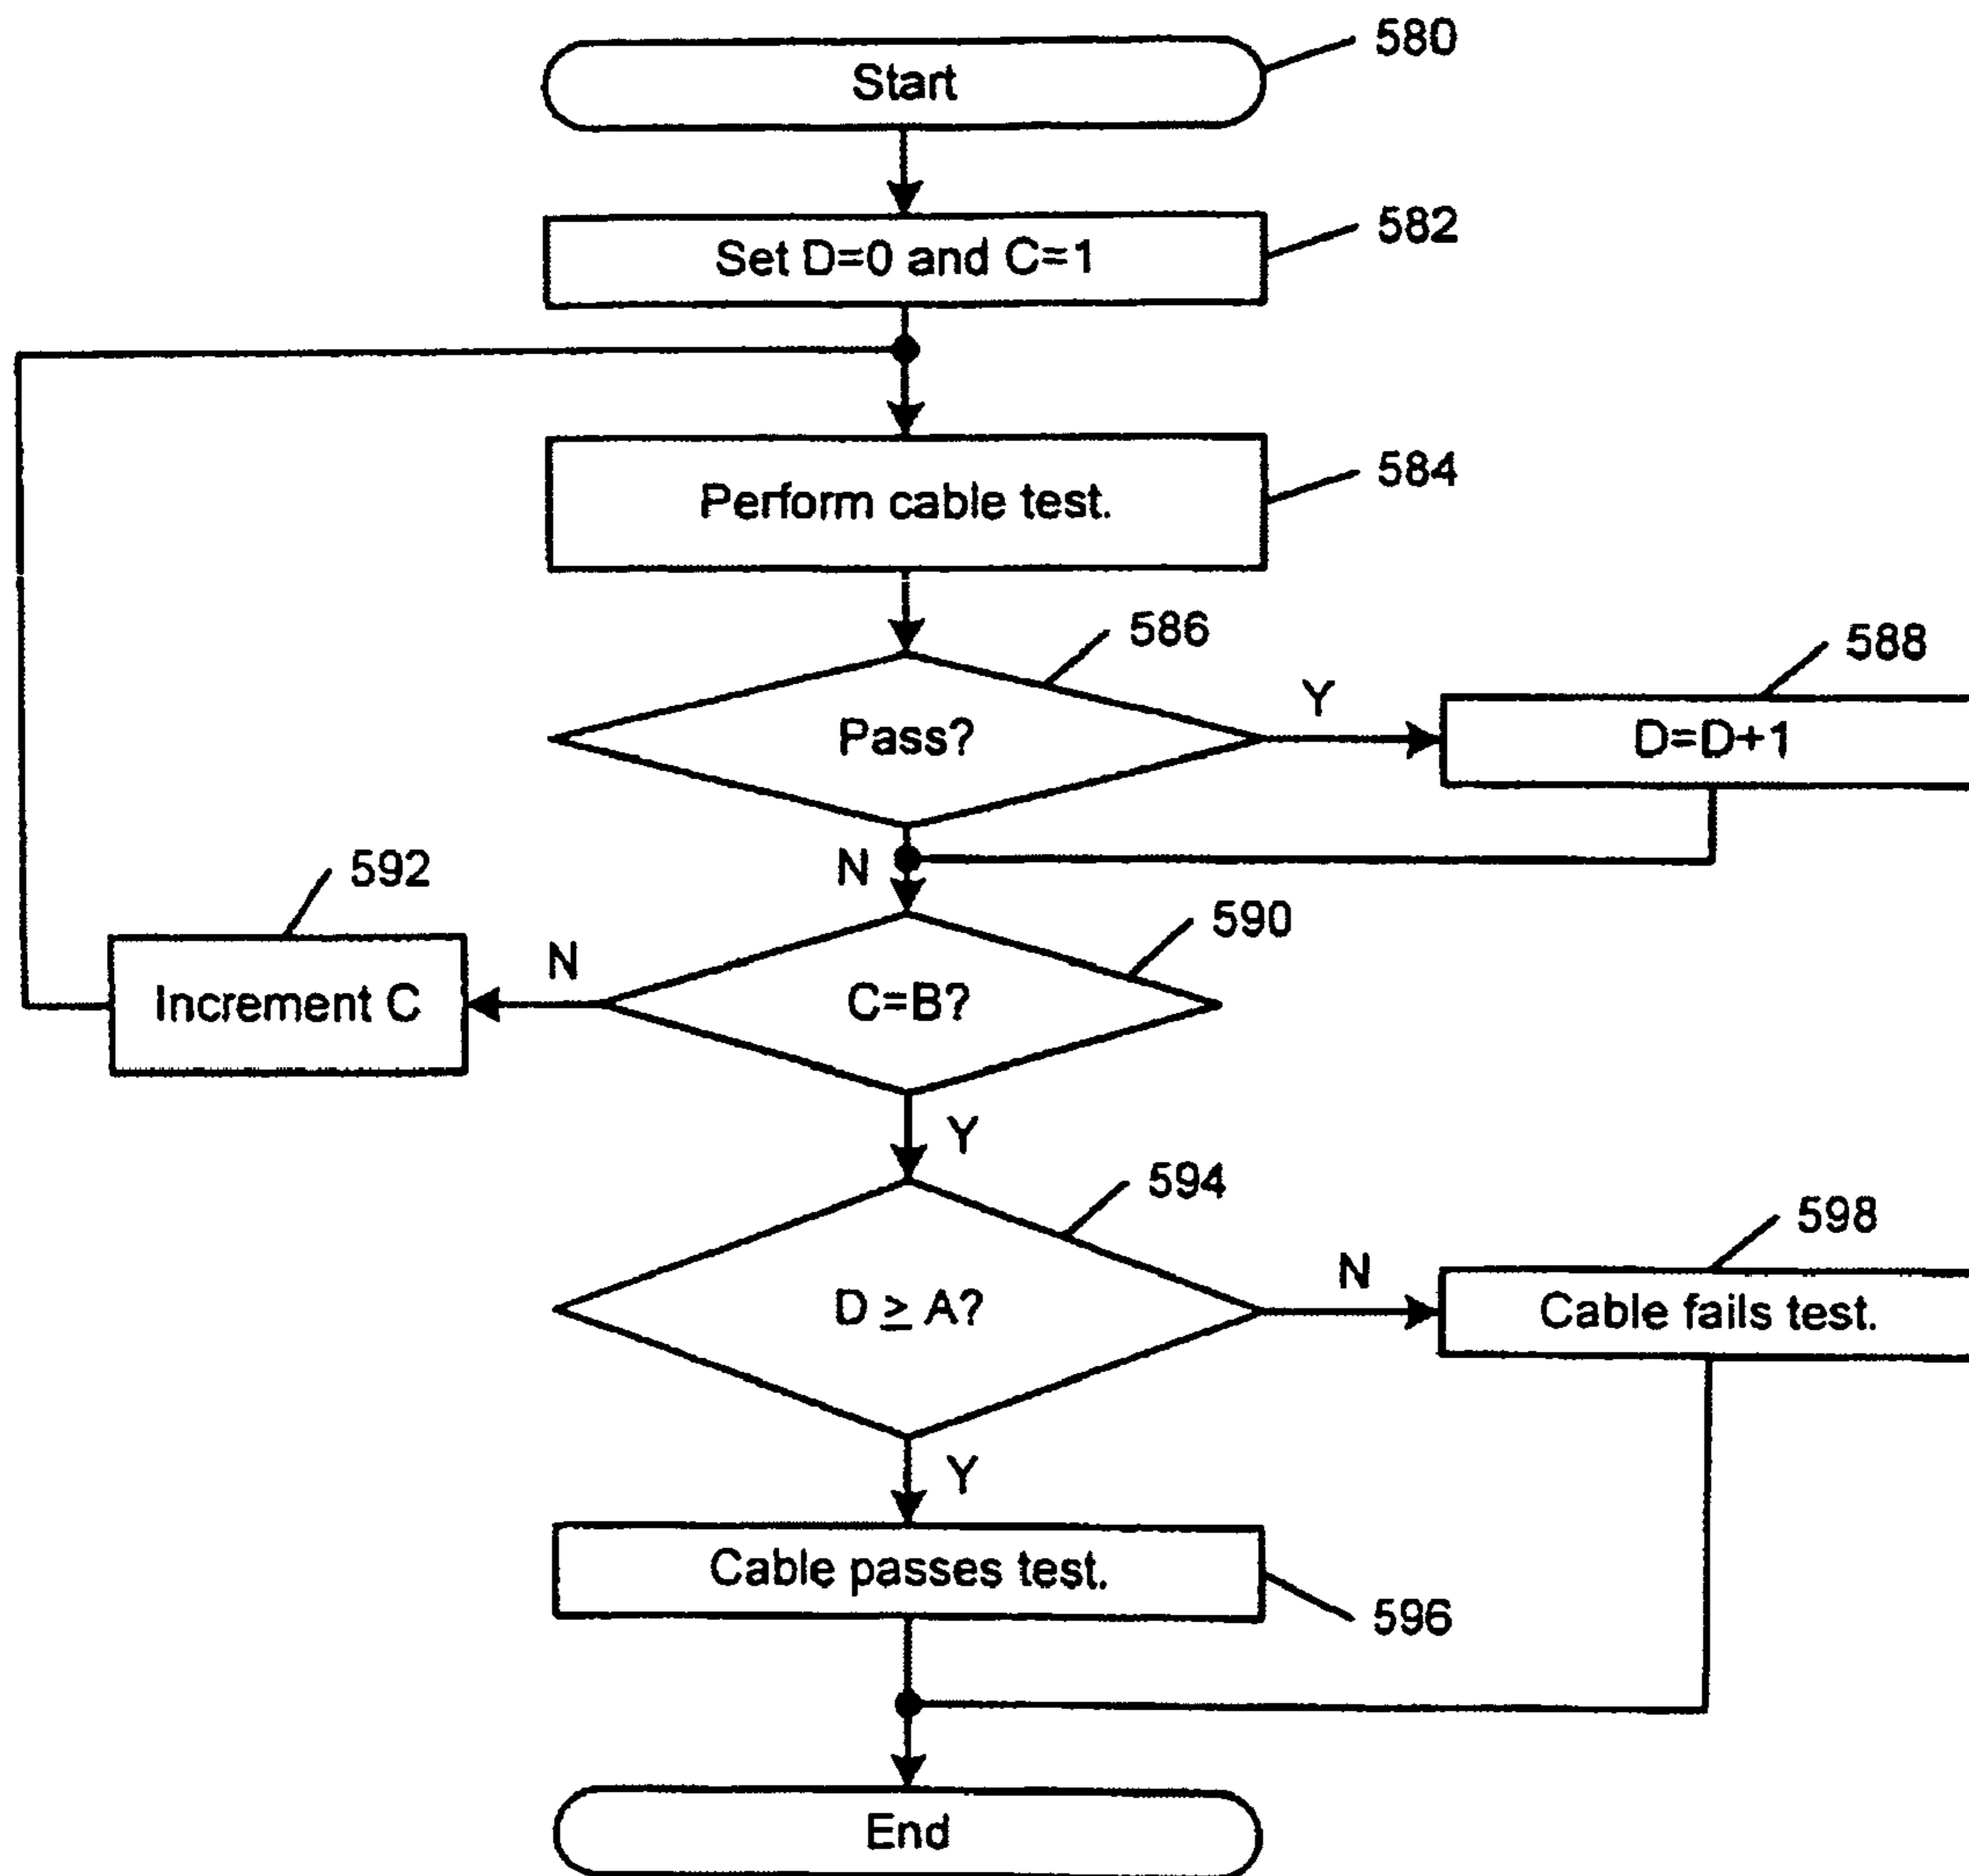 Start
580
Set D=0 and C=1
582
Perform cable test.
584
586
Pass?
Y
588
D=D+1
N
592
Increment C
N
590
C=B?
Y
594
D ≥ A?
N
598
Cable fails test.
Y
Cable passes test.
596
End